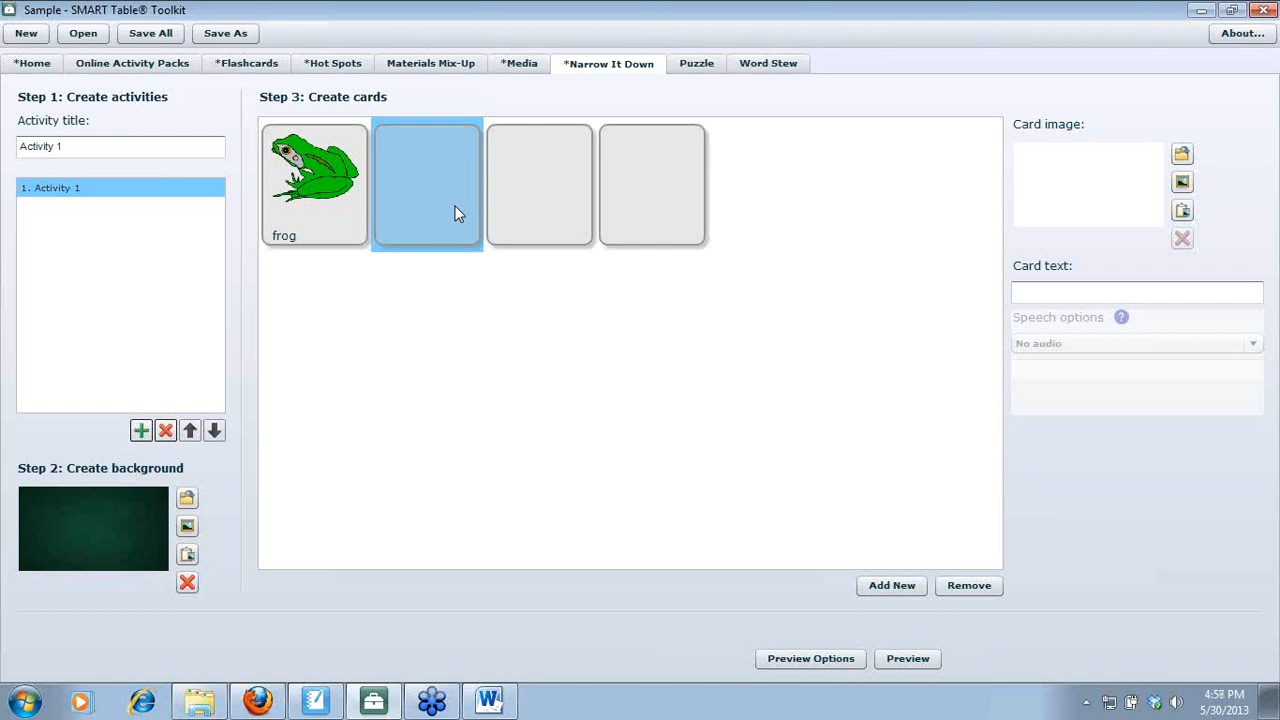 Sample - SMART Table® Toolkit
New Open Save All Save As About...
*Home Online Activity Packs *Flashcards *Hot Spots Materials Mix-Up *Media *Narrow It Down Puzzle Word Stew
Step 1: Create activities
Activity title:
Activity 1
1. Activity 1
Step 2: Create background
Step 3: Create cards
frog
Add New Remove
Card image:
Card text:
Speech options ?
No audio
Preview Options Preview
W
4:58 PM
5/30/2013